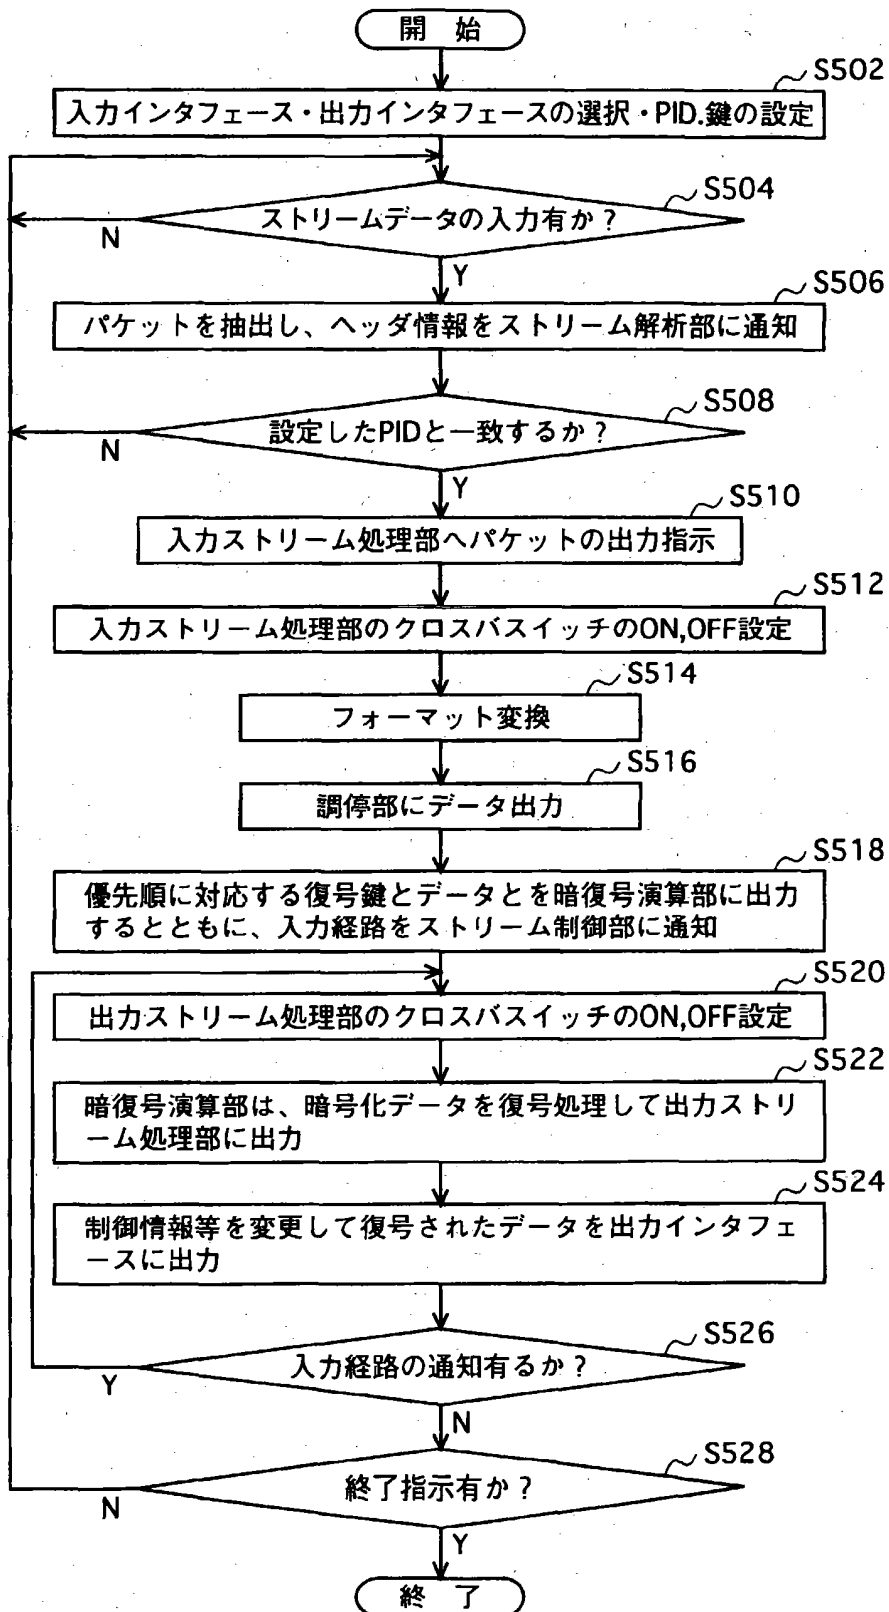 開 始
S502
入力インタフェース・出力インタフェースの選択・PID.鍵の設定
S504
ストリームデータの入力有か?
N
Y
S506
パケットを抽出し、ヘッダ情報をストリーム解析部に通知
S508
設定したPIDと一致するか?
N
Y
S510
入力ストリーム処理部へパケットの出力指示
S512
入力ストリーム処理部のクロスバスイッチのON,OFF設定
S514
フォーマット変換
S516
調停部にデータ出力
S518
優先順に対応する復号鍵とデータとを暗復号演算部に出力
するとともに、入力経路をストリーム制御部に通知
S520
出力ストリーム処理部のクロスバスイッチのON,OFF設定
S522
暗復号演算部は、暗号化データを復号処理して出力ストリ
ーム処理部に出力
S524
制御情報等を変更して復号されたデータを出力インタフェ
ースに出力
S526
入力経路の通知有るか?
Y
N
S528
終了指示有か?
N
Y
終 了